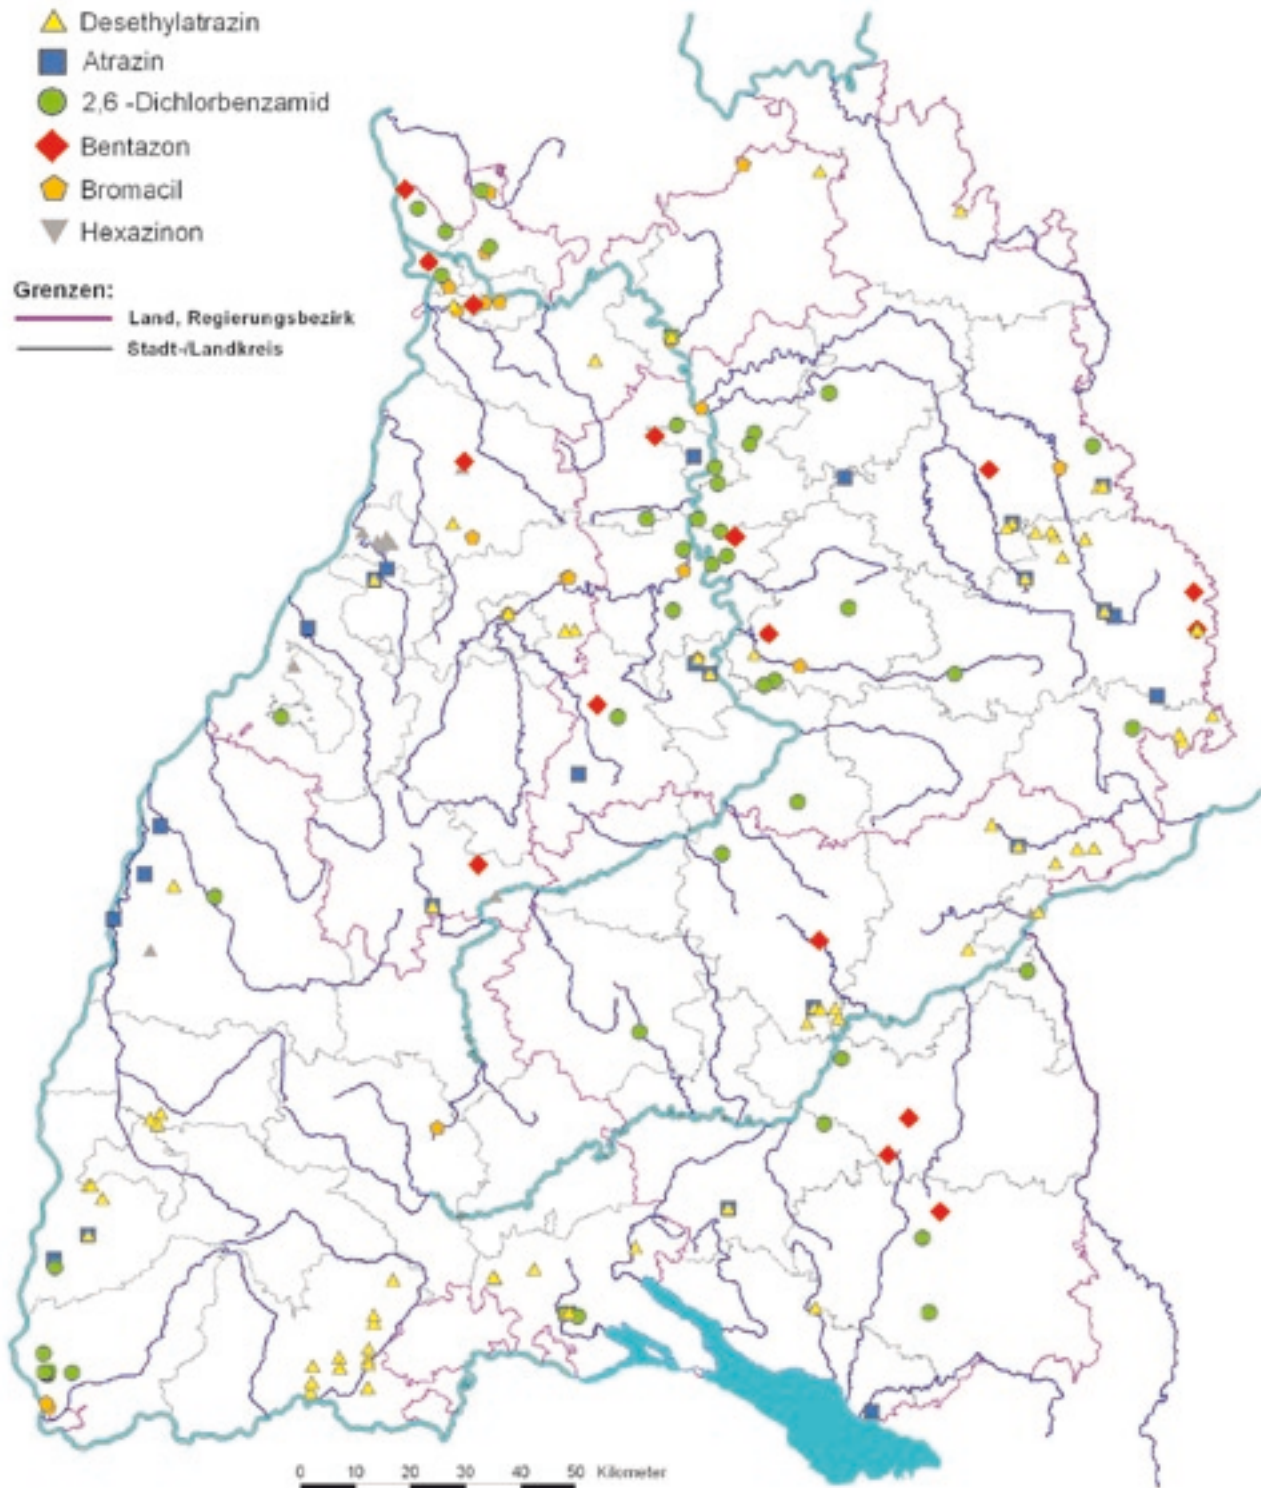 Desethylatrazin
Atrazin
2,6 -Dichlorbenzamid
Bentazon
Bromacil
Hexazinon
Grenzen:
Land, Regierungsbezirk
Stadt-/Landkreis
0 10 20 30 40 50 Kilometer